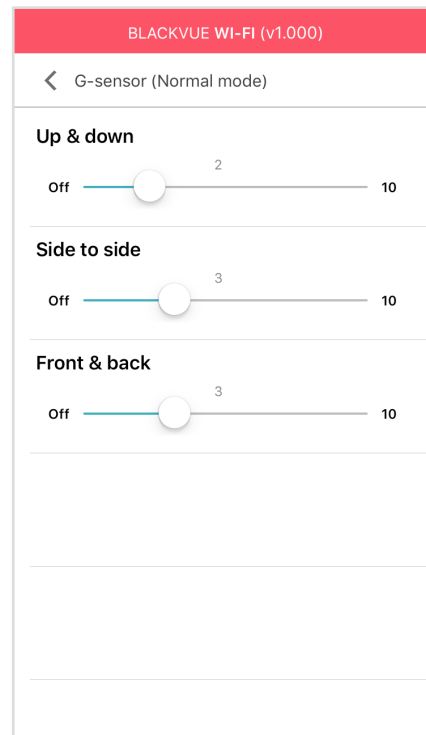 BLACKVUE WI-FI (v1.000)
G-sensor (Normal mode)
Up & down
2
Off 10
Side to side
3
Off 10
Front & back
3
Off 10